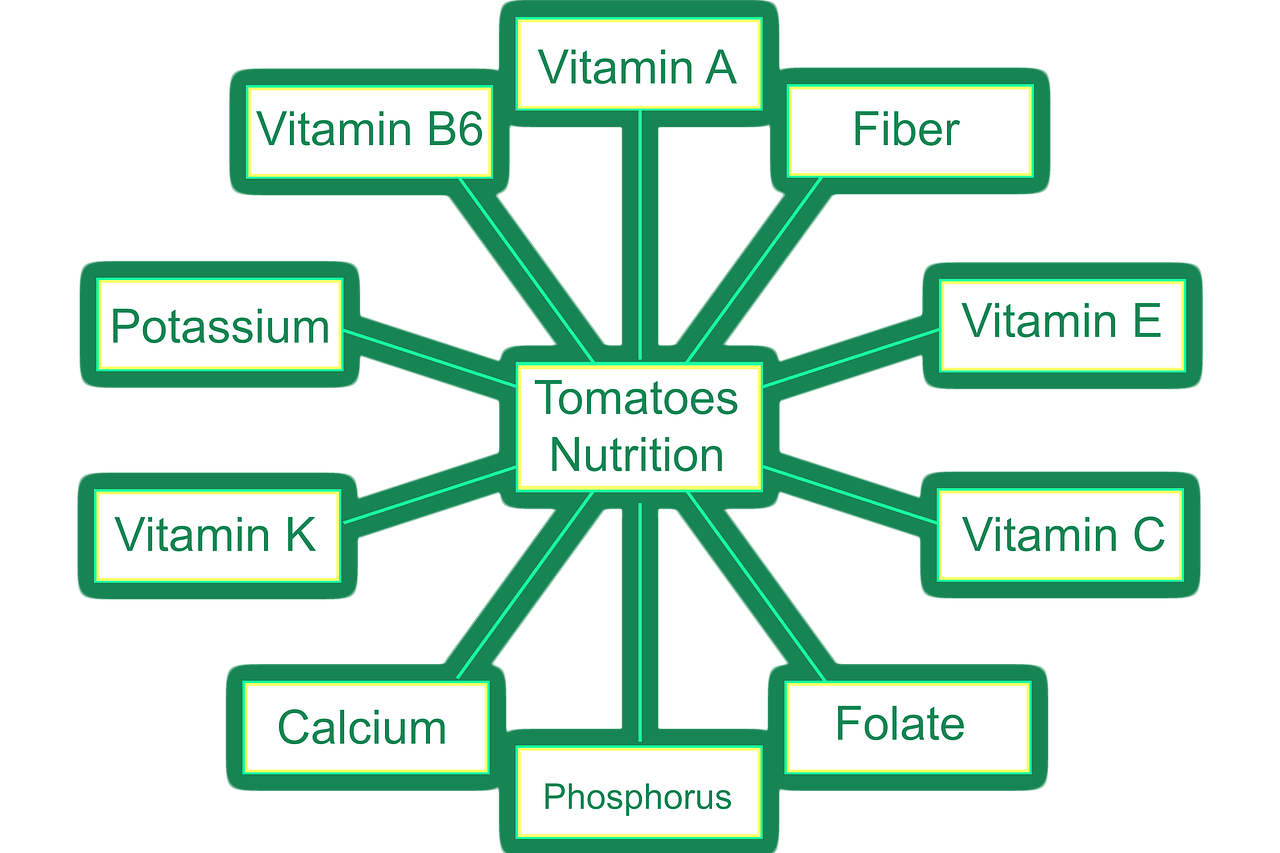 Vitamin A
Vitamin B6
Fiber
Potassium
Vitamin E
Tomatoes
Nutrition
Vitamin K
Vitamin C
Calcium
Folate
Phosphorus